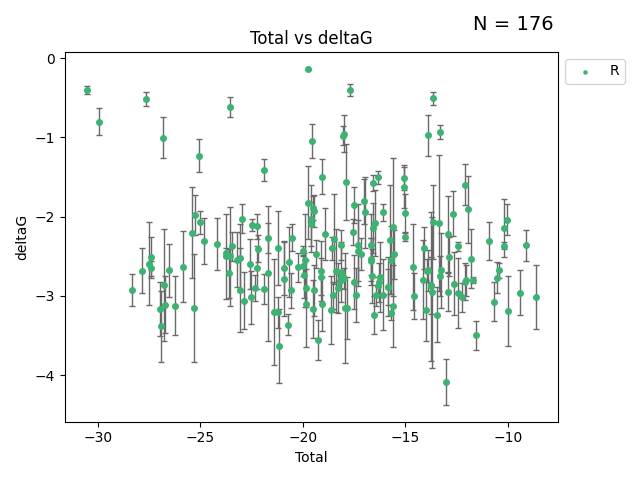 N = 176
Total vs deltaG
R
0
−1
−2
−3
−4
deltaG
−30 −25 −20 −15 −10
Total